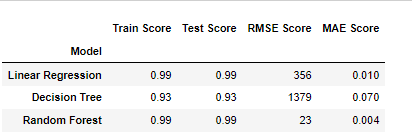 Train Score Test Score RMSE Score MAE Score
Model
Linear Regression 0.99 0.99 356 0.010
Decision Tree 0.93 0.93 1379 0.070
Random Forest 0.99 0.99 23 0.004